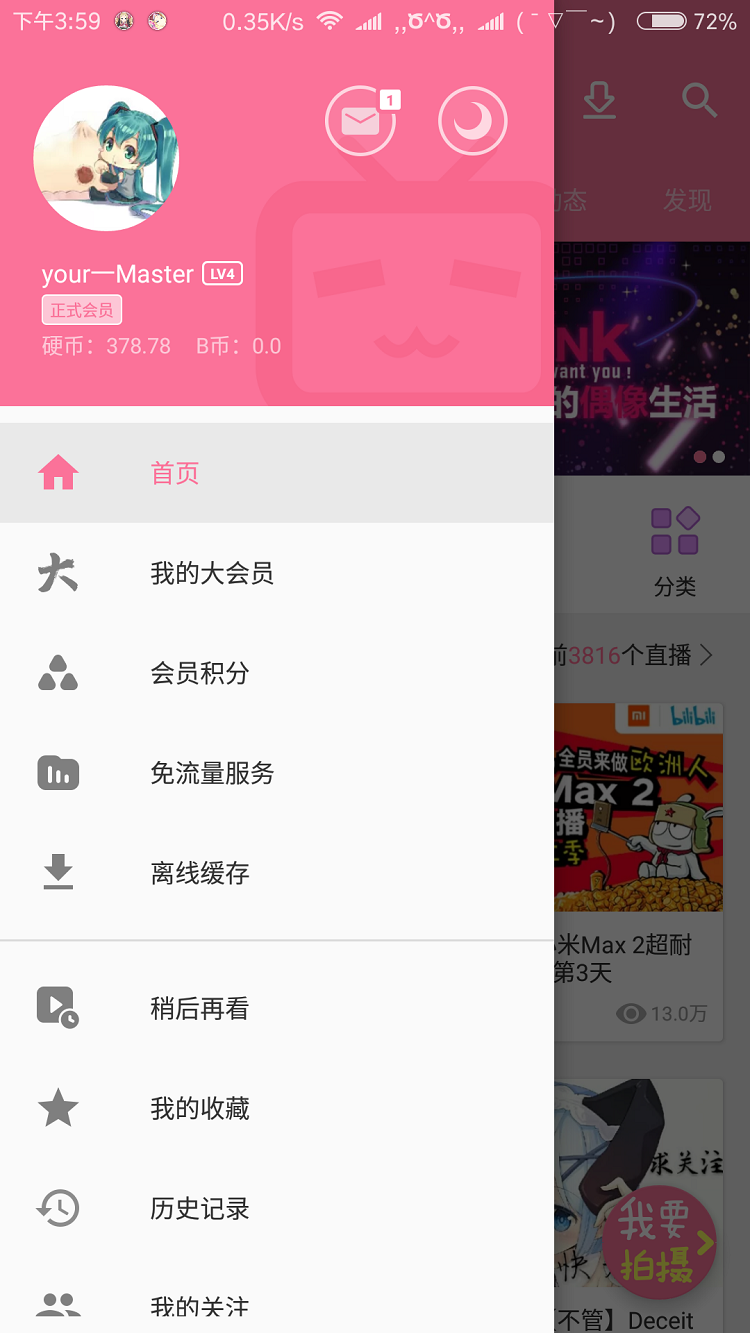 下午3:59 0.35K/s ,,Ծ^Ծ,, (￣▽￣~) 72%
1
your一Master LV4
正式会员
硬币：378.78 B币：0.0
首页
我的大会员
会员积分
免流量服务
离线缓存
稍后再看
我的收藏
历史记录
我的关注
动态 发现
NK
want you!
的偶像生活
分类
前3816个直播
mi bilibili
全员来做欧洲人
Max 2
播
季
小米Max 2超耐
第3天
13.0万
求关注
我要
拍摄
快
【不管】Deceit